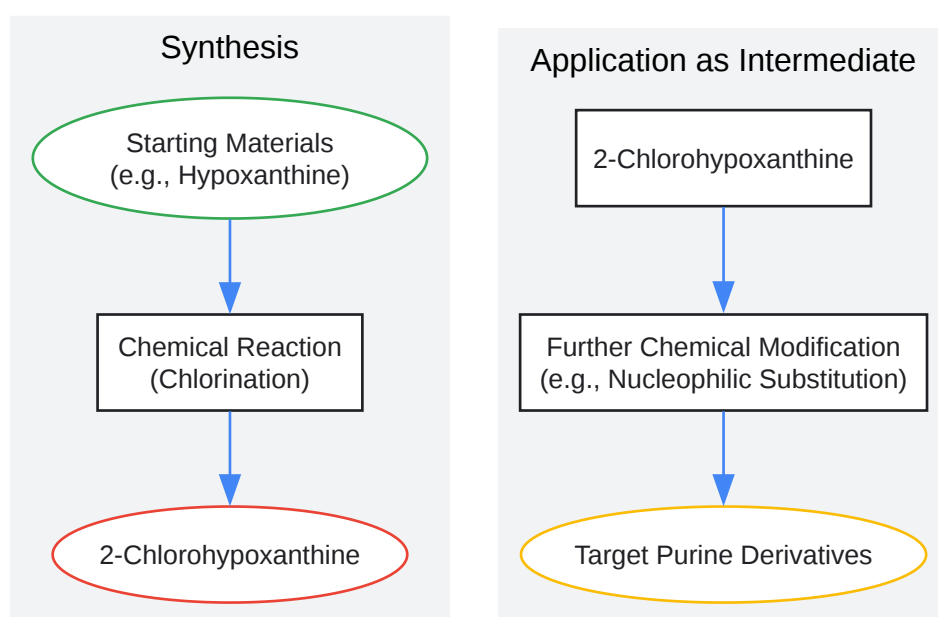 Synthesis
Starting Materials
(e.g., Hypoxanthine)
Chemical Reaction
(Chlorination)
2-Chlorohypoxanthine
Application as Intermediate
2-Chlorohypoxanthine
Further Chemical Modification
(e.g., Nucleophilic Substitution)
Target Purine Derivatives